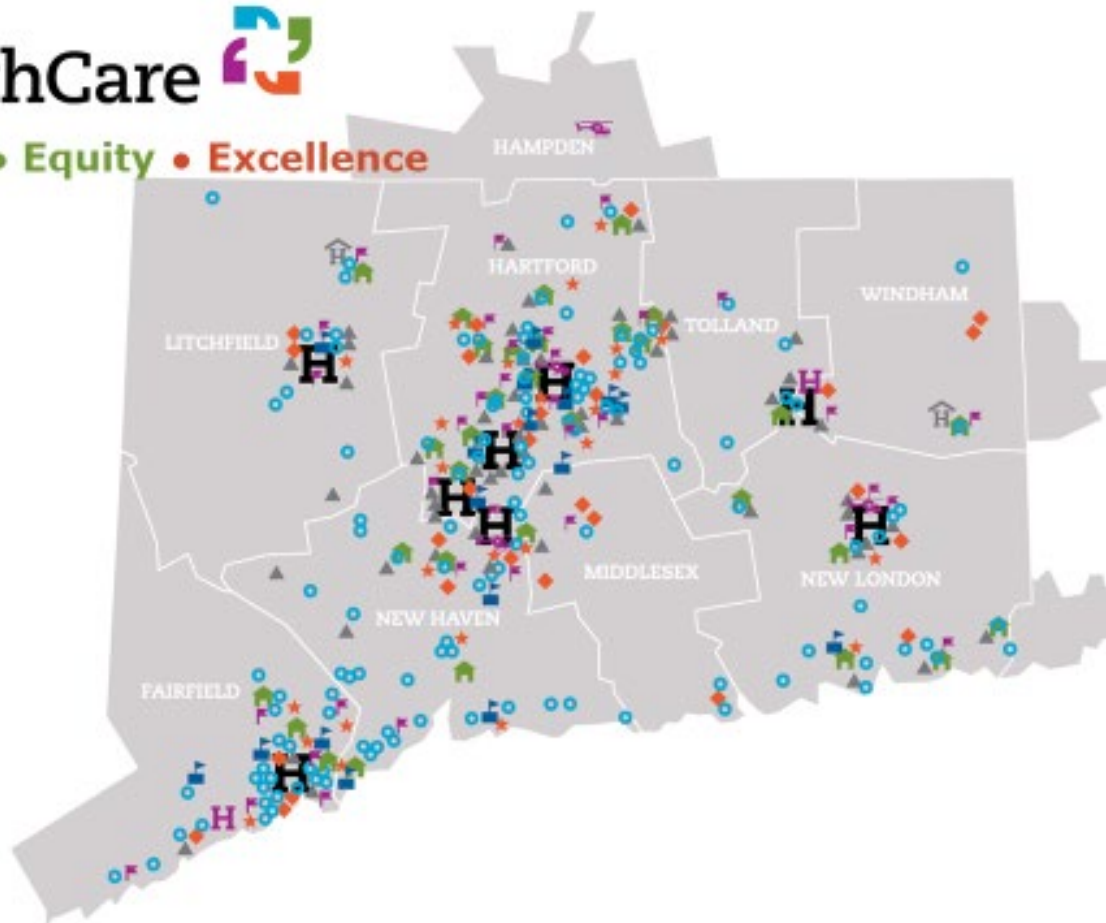 hCare
• Equity • Excellence
HAMPDEN
HARTFORD
WINDHAM
TOLLAND
LITCHFIELD
MIDDLESEX
NEW LONDON
NEW HAVEN
FAIRFIELD
H
H
H
H
H
H
H
H
H
H
H